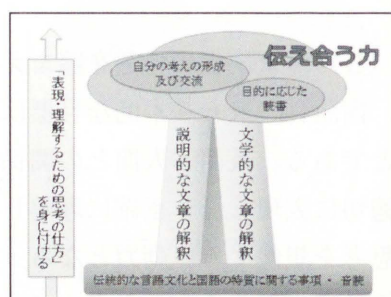 伝え合う力
自分の考えの形成
及び交流
目的に応じた
読書
「表現・理解するための思考の仕方」
を身に付ける
説明的な文章の解釈
文学的な文章の解釈
伝統的な言語文化と国語の特質に関する事項・音読